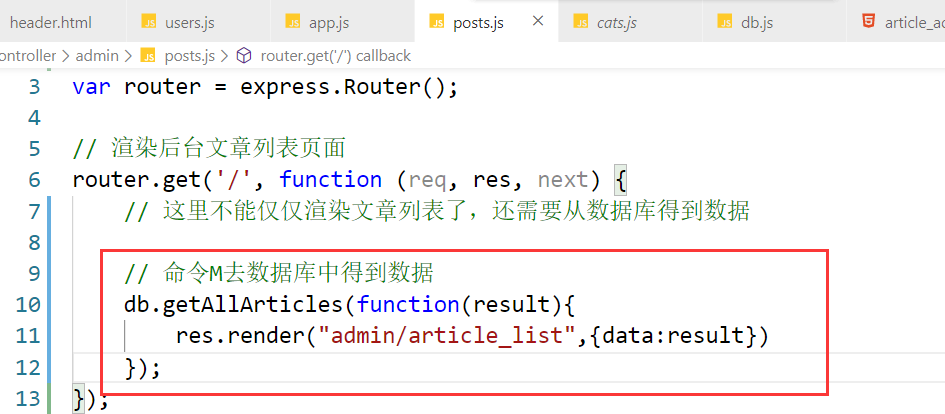 header.html JS users.js JS app.js JS posts.js × JS cats.js JS db.js article_ac
ontroller > admin > JS posts.js > router.get('/') callback
3 var router = express.Router();
4
5 // 渲染后台文章列表页面
6 router.get('/', function (req, res, next) {
7 // 这里不能仅仅渲染文章列表了，还需要从数据库得到数据
8
9 // 命令M去数据库中得到数据
10 db.getAllArticles(function(result){
11 res.render("admin/article_list",{data:result})
12 });
13 });